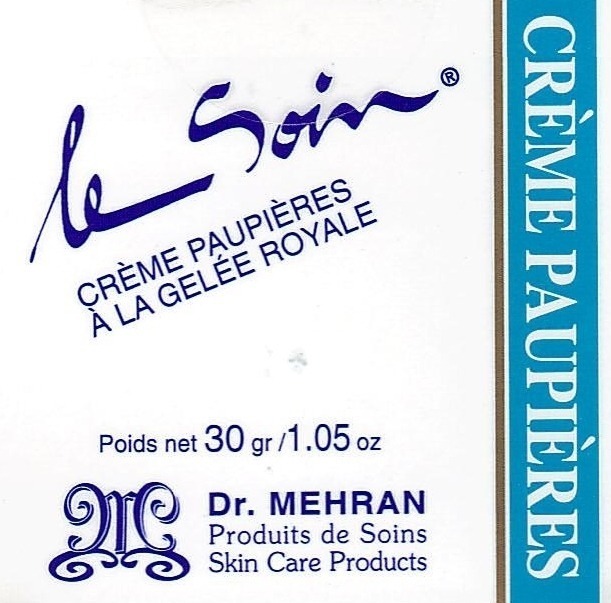 le Soin®
CRÈME PAUPIÈRES
À LA GELÉE ROYALE
Poids net 30 gr /1.05 oz
Dr. MEHRAN
Produits de Soins
Skin Care Products
CRÈME PAUPIÉRES